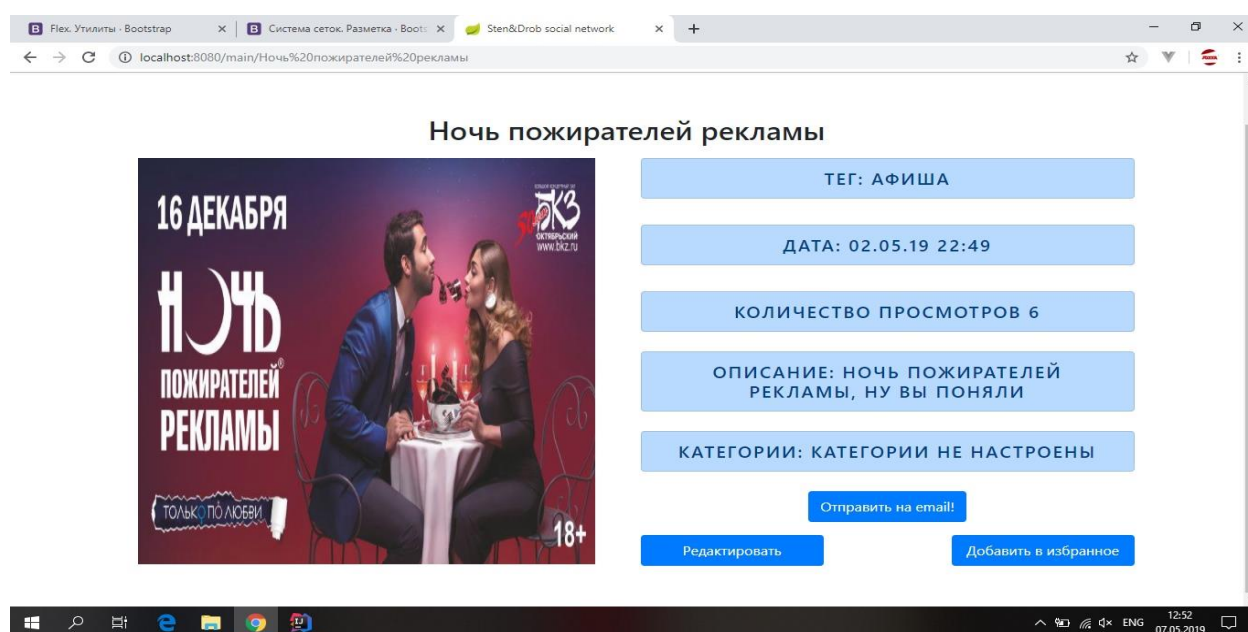 Flex. Утилиты · Bootstrap
Система сеток. Разметка · Boots
Sten&Drob social network
localhost:8080/main/Ночь%20пожирателей%20рекламы
Ночь пожирателей рекламы
16 ДЕКАБРЯ
БКЗ
ОКТЯБРЬСКИЙ
www.bkz.ru
НОЧЬ
ПОЖИРАТЕЛЕЙ®
РЕКЛАМЫ
ТОЛЬКО ПО ЛЮБВИ
18+
ТЕГ: АФИША
ДАТА: 02.05.19 22:49
КОЛИЧЕСТВО ПРОСМОТРОВ 6
ОПИСАНИЕ: НОЧЬ ПОЖИРАТЕЛЕЙ
РЕКЛАМЫ, НУ ВЫ ПОНЯЛИ
КАТЕГОРИИ: КАТЕГОРИИ НЕ НАСТРОЕНЫ
Отправить на email!
Редактировать
Добавить в избранное
ENG
12:52
07.05.2019